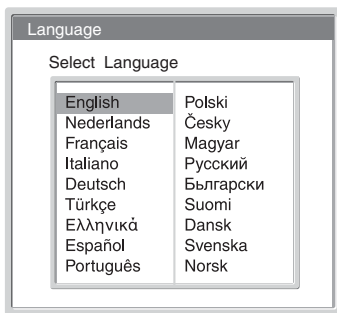 Language
Select Language
English
Nederlands
Français
Italiano
Deutsch
Türkçe
Ελληνικά
Español
Português
Polski
Česky
Magyar
Русский
Бьлгарски
Suomi
Dansk
Svenska
Norsk